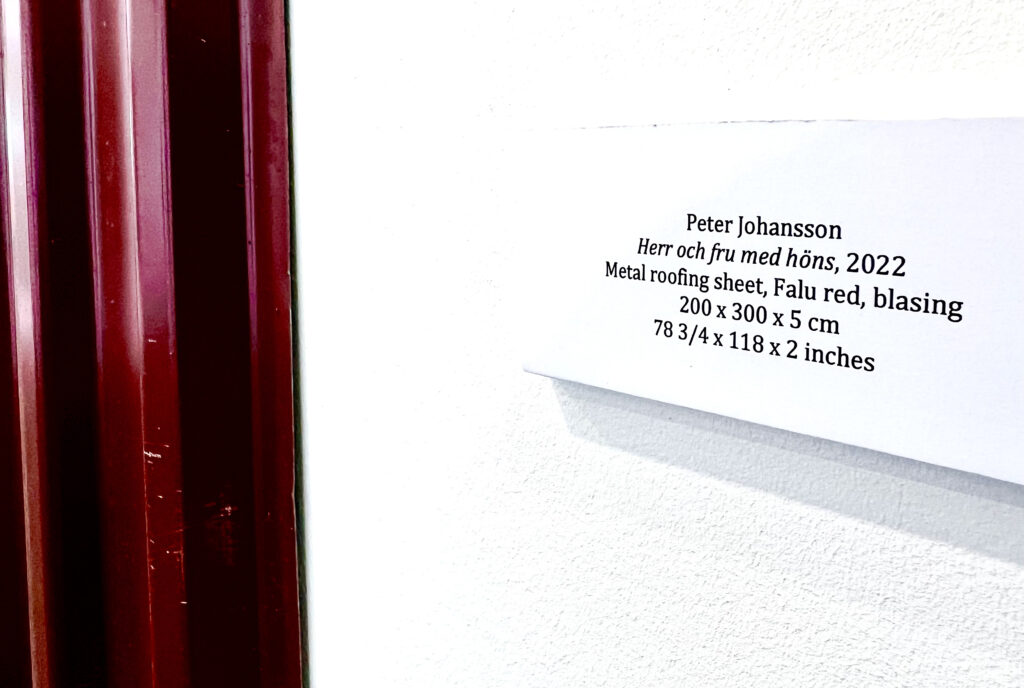 Peter Johansson
Herr och fru med höns, 2022
Metal roofing sheet, Falu red, blasing
200 x 300 x 5 cm
78 3/4 x 118 x 2 inches